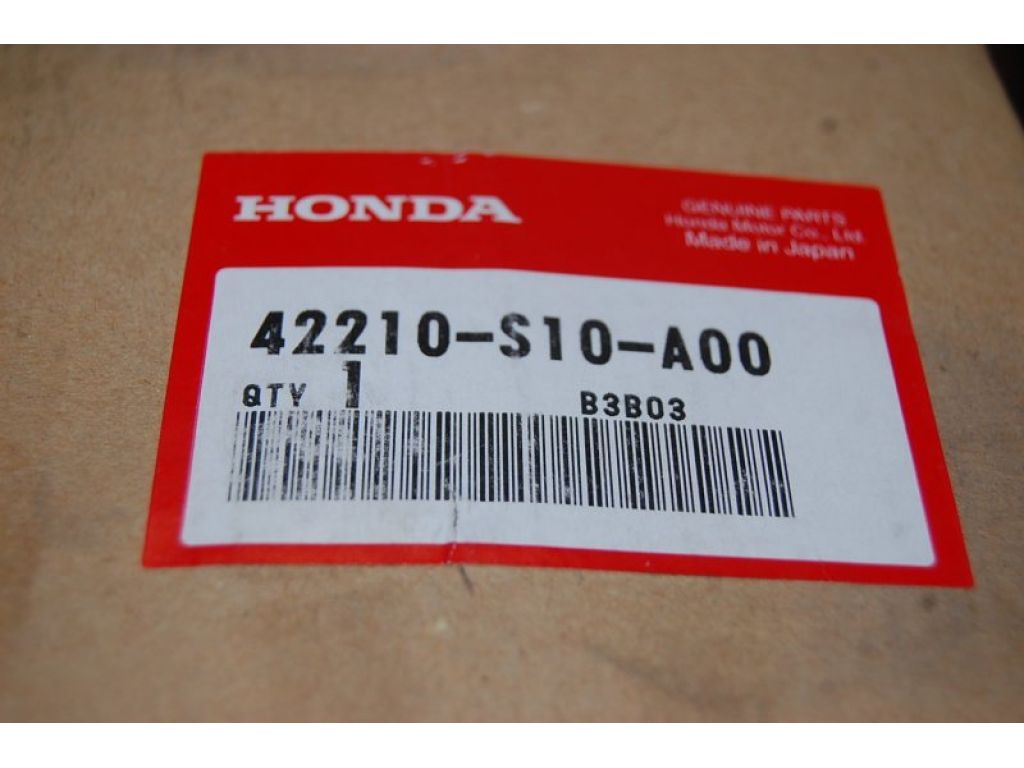 HONDA
GENUINE PARTS
Honda Motor Co., Ltd.
Made in Japan
42210-S10-A00
QTY 1
B3B03